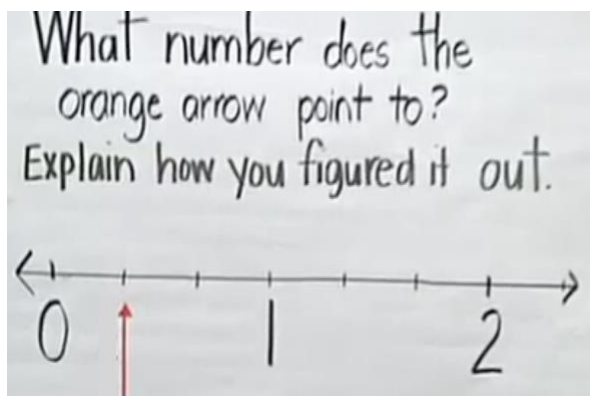 What number does the
orange arrow point to?
Explain how you figured it out.
0 1 2